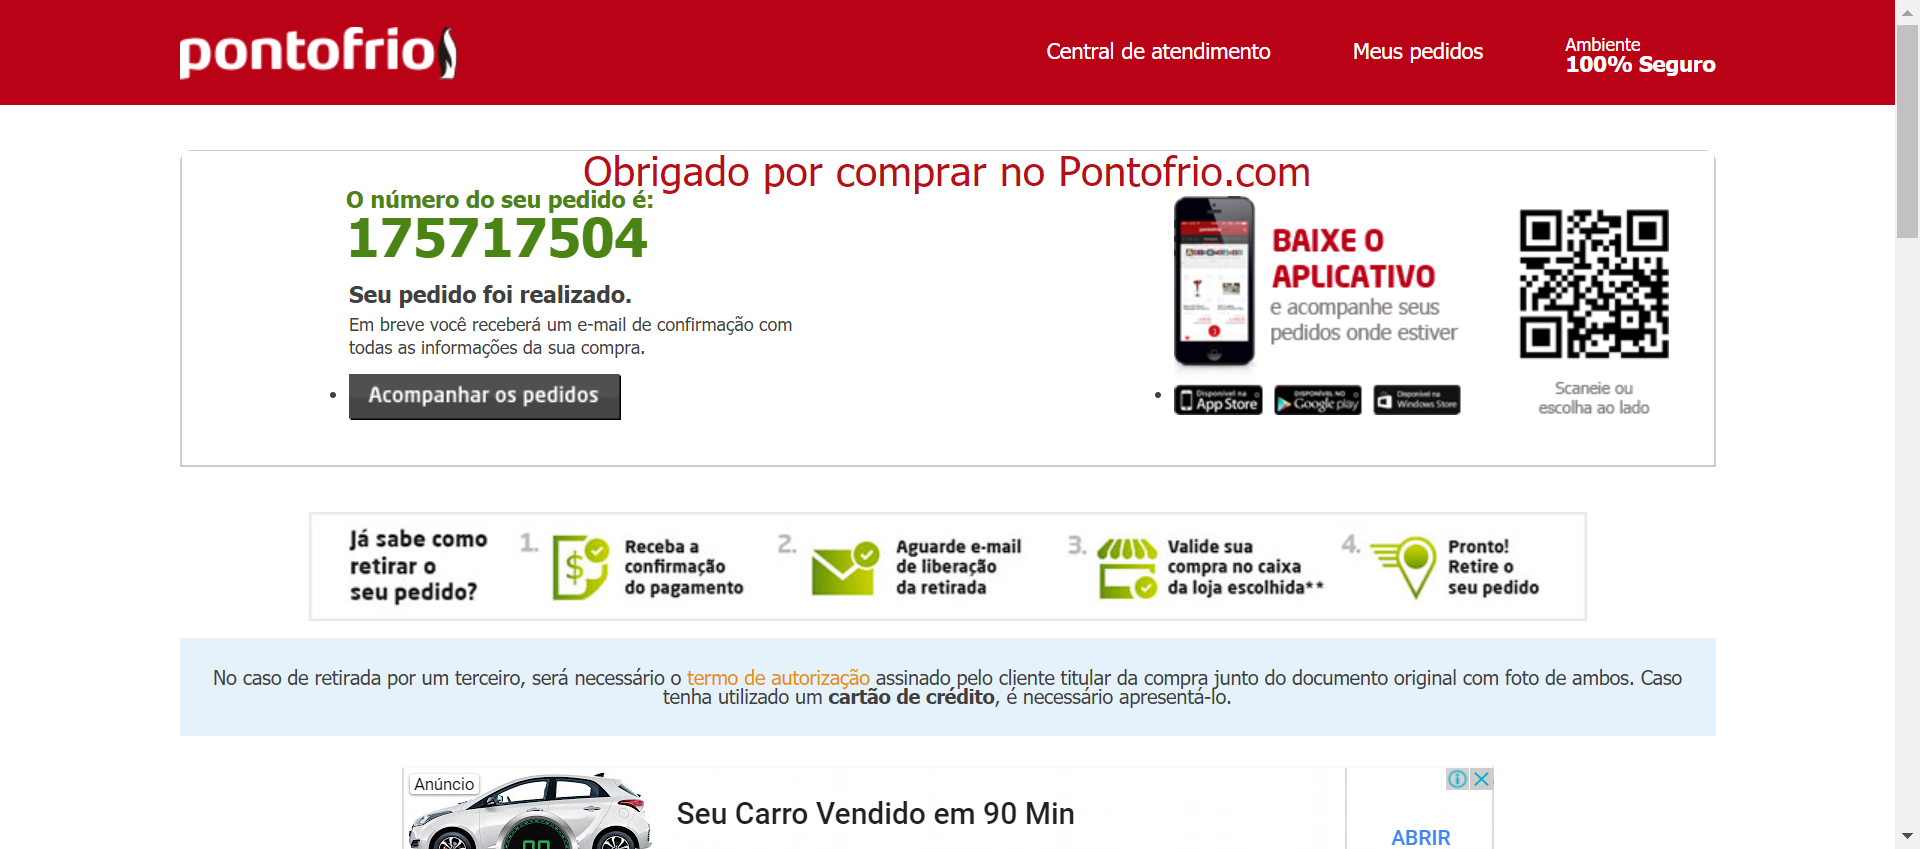 pontofrio
Central de atendimento
Meus pedidos
Ambiente
100% Seguro
Obrigado por comprar no Pontofrio.com
O número do seu pedido é:
175717504
Seu pedido foi realizado.
Em breve você receberá um e-mail de confirmação com
todas as informações da sua compra.
Acompanhar os pedidos
BAIXE O
APLICATIVO
e acompanhe seus
pedidos onde estiver
Disponível na
App Store
DISPONÍVEL NO
Google play
Disponível na
Windows Store
Scaneie ou
escolha ao lado
Já sabe como
retirar o
seu pedido?
1.
Receba a
confirmação
do pagamento
2.
Aguarde e-mail
de liberação
da retirada
3.
Valide sua
compra no caixa
da loja escolhida**
4.
Pronto!
Retire o
seu pedido
No caso de retirada por um terceiro, será necessário o termo de autorização assinado pelo cliente titular da compra junto do documento original com foto de ambos. Caso
tenha utilizado um cartão de crédito, é necessário apresentá-lo.
Anúncio
Seu Carro Vendido em 90 Min
ABRIR